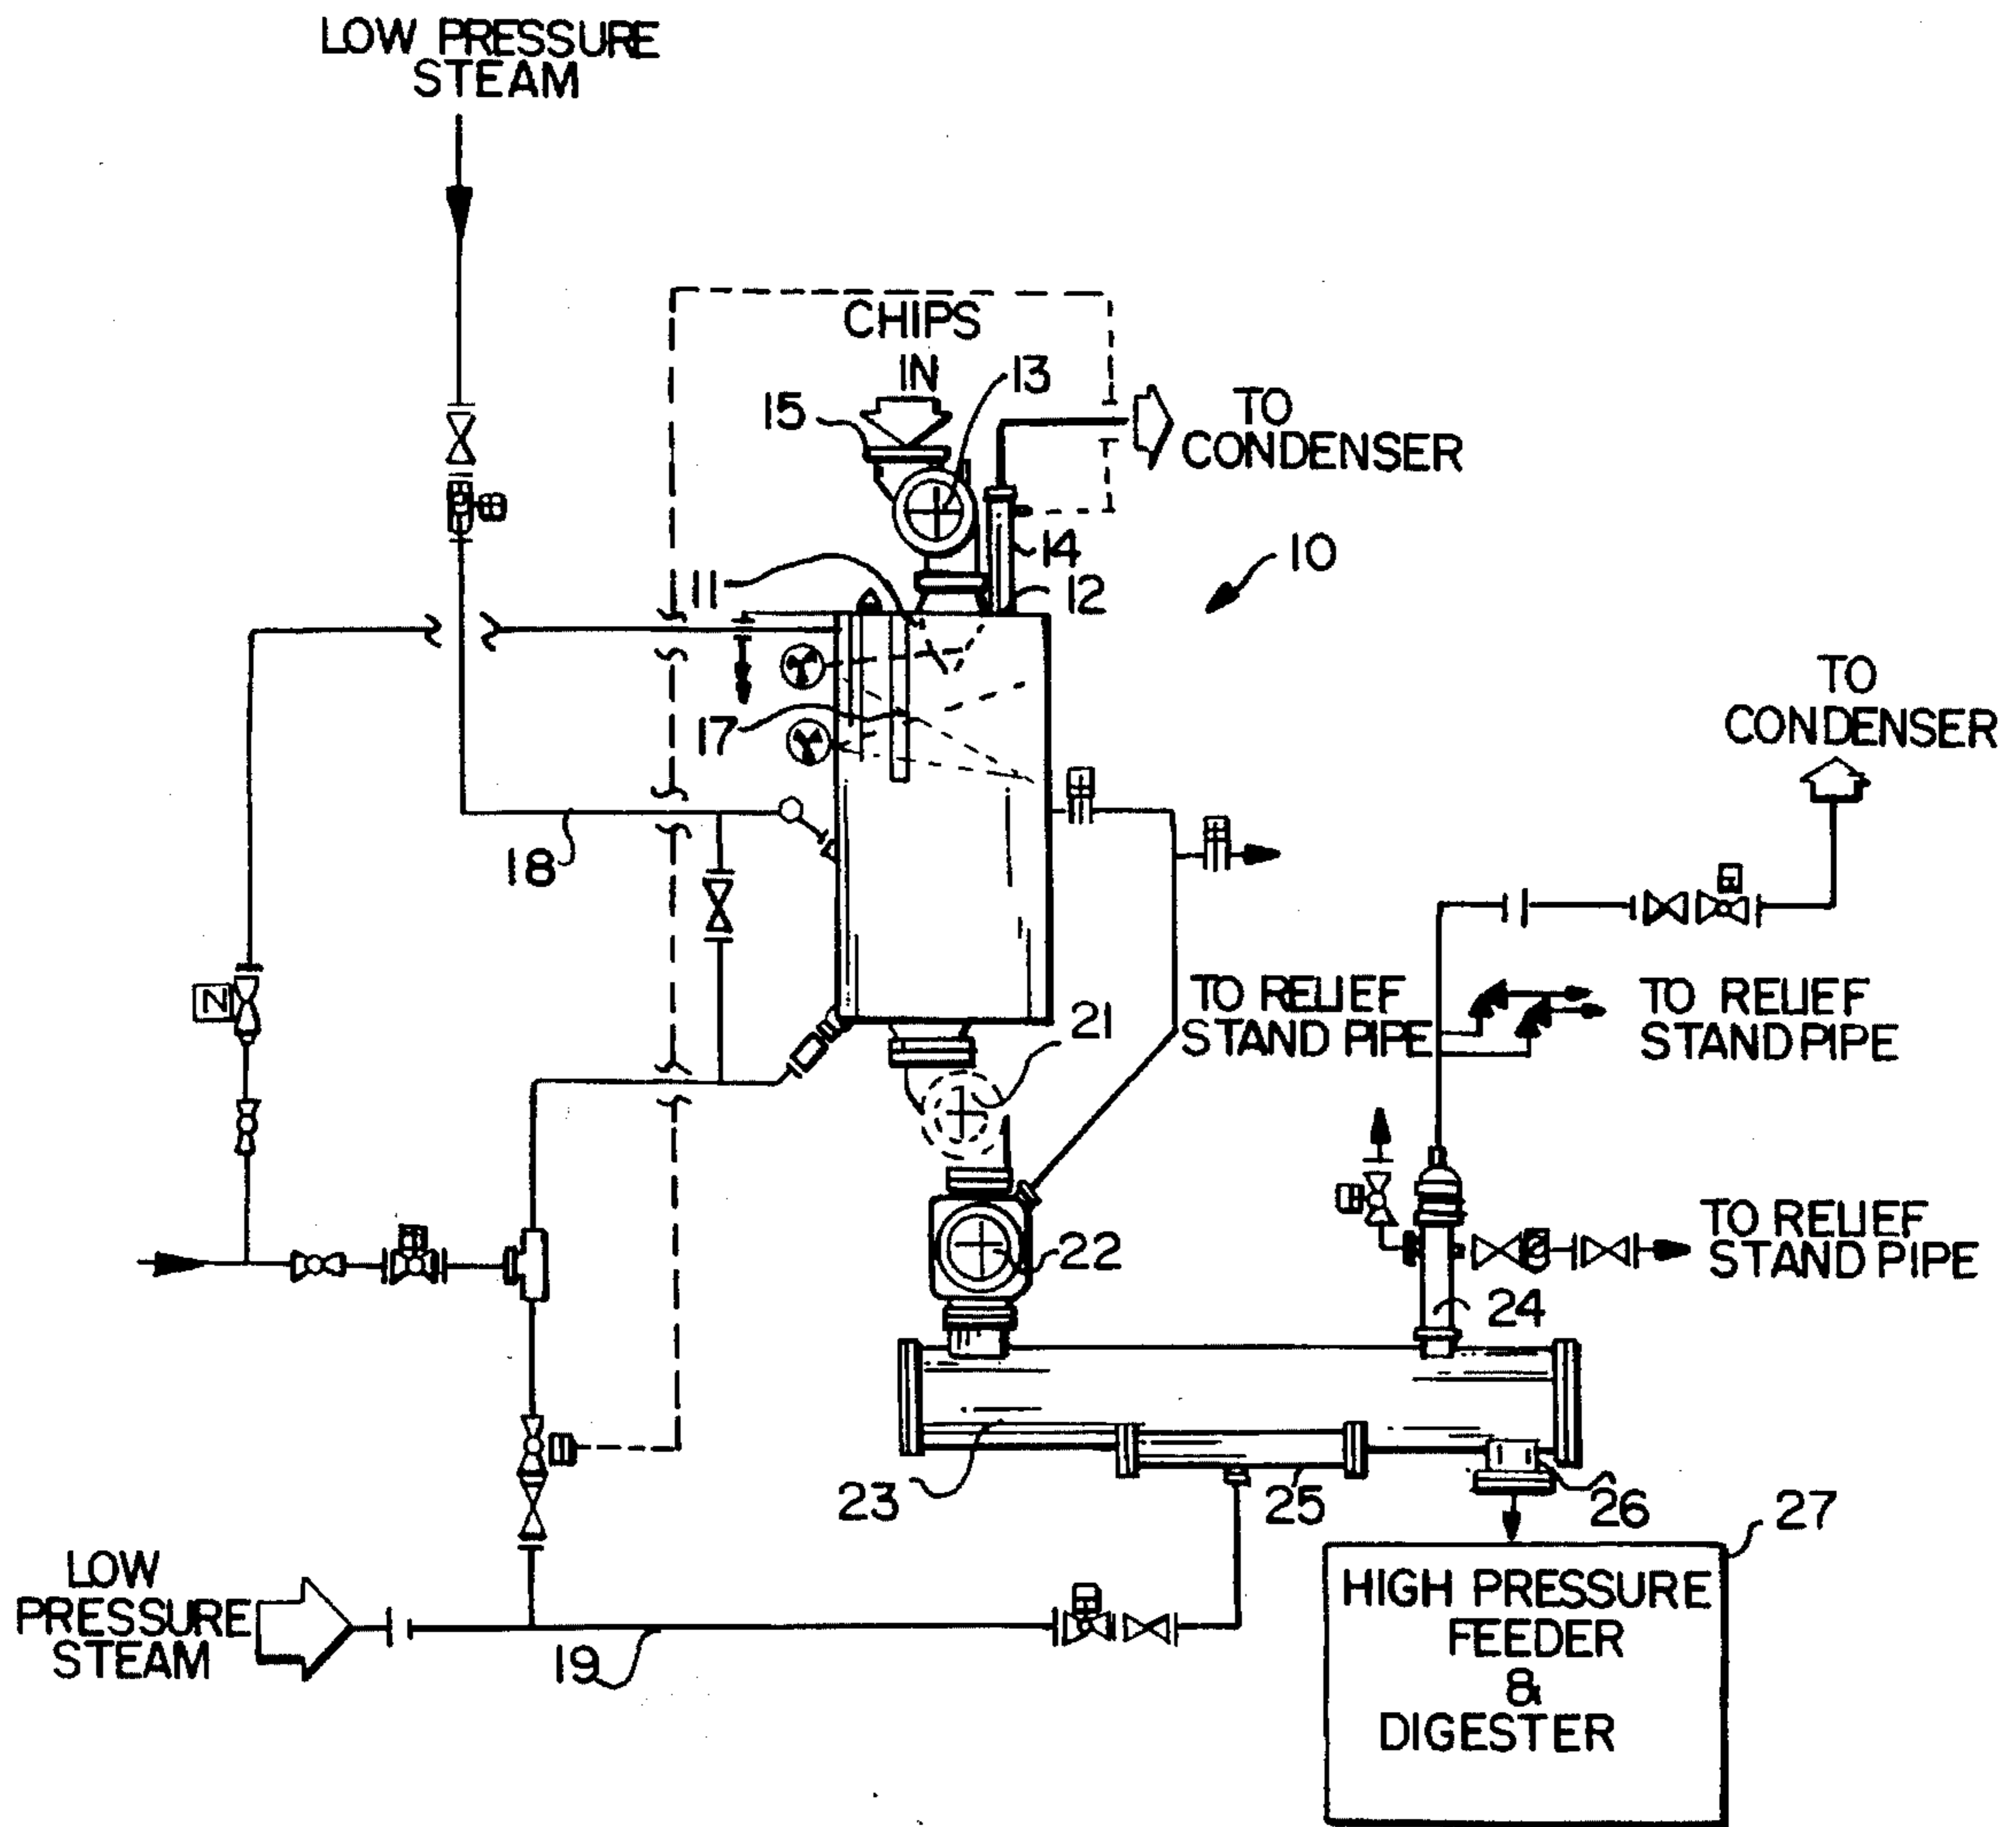 LOW PRESSURE
STEAM
CHIPS
IN
13
15
TO
CONDENSER
14
10
11
12
17
18
TO
CONDENSER
21
TO RELIEF
STAND PIPE
TO RELIEF
STAND PIPE
N
22
TO RELIEF
STAND PIPE
24
23
25
26
27
LOW
PRESSURE
STEAM
19
HIGH PRESSURE
FEEDER
&
DIGESTER